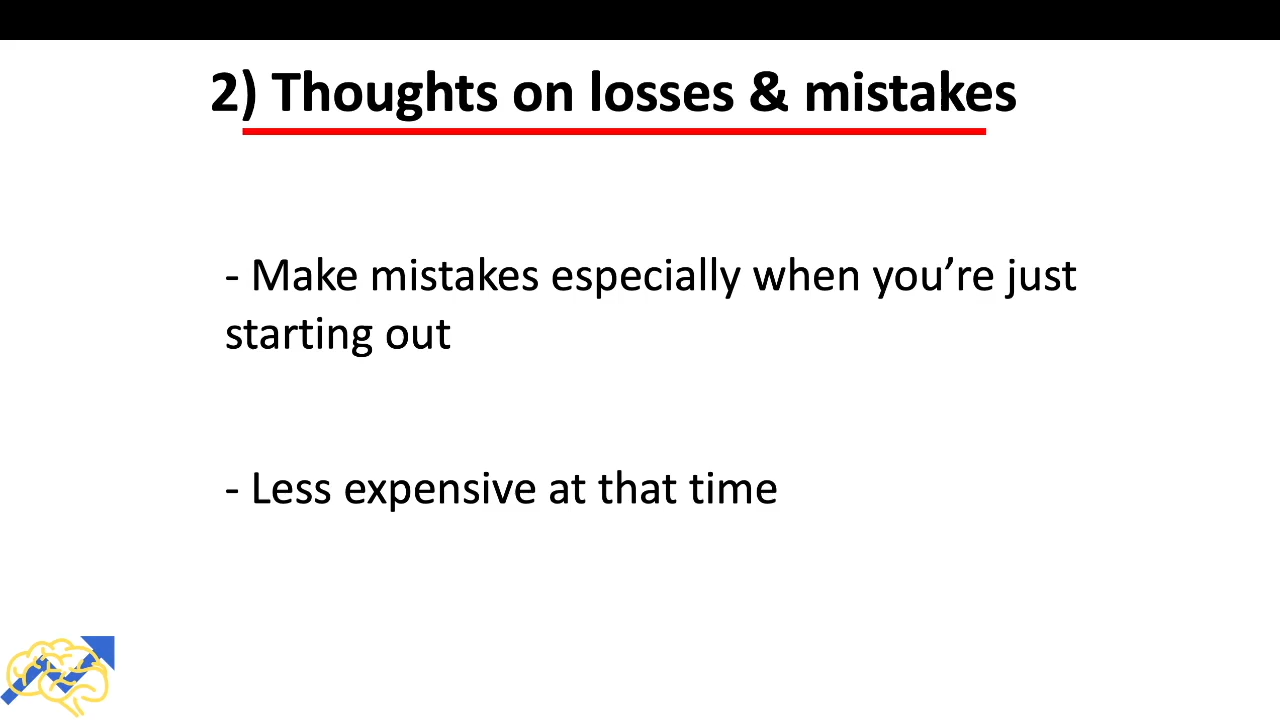 2) Thoughts on losses & mistakes
- Make mistakes especially when you’re just
starting out
- Less expensive at that time